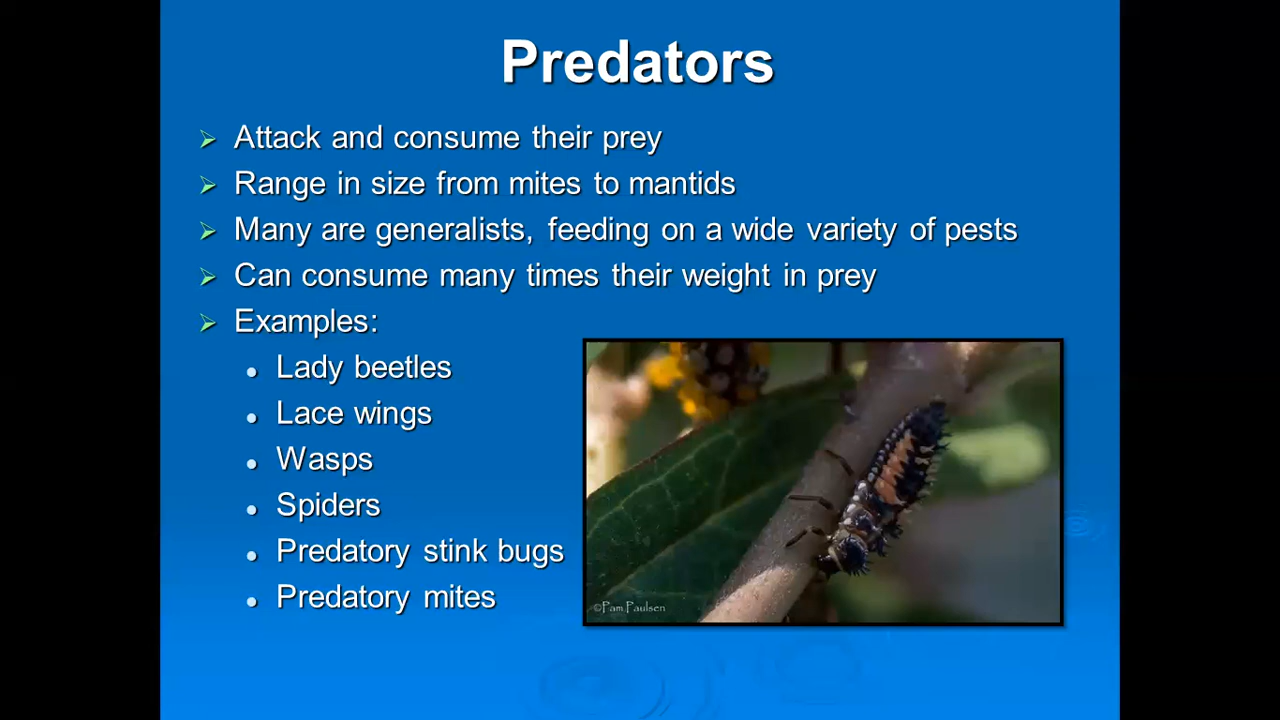 Predators
Attack and consume their prey
Range in size from mites to mantids
Many are generalists, feeding on a wide variety of pests
Can consume many times their weight in prey
Examples:
Lady beetles
Lace wings
Wasps
Spiders
Predatory stink bugs
Predatory mites
©Pam.Paulsen